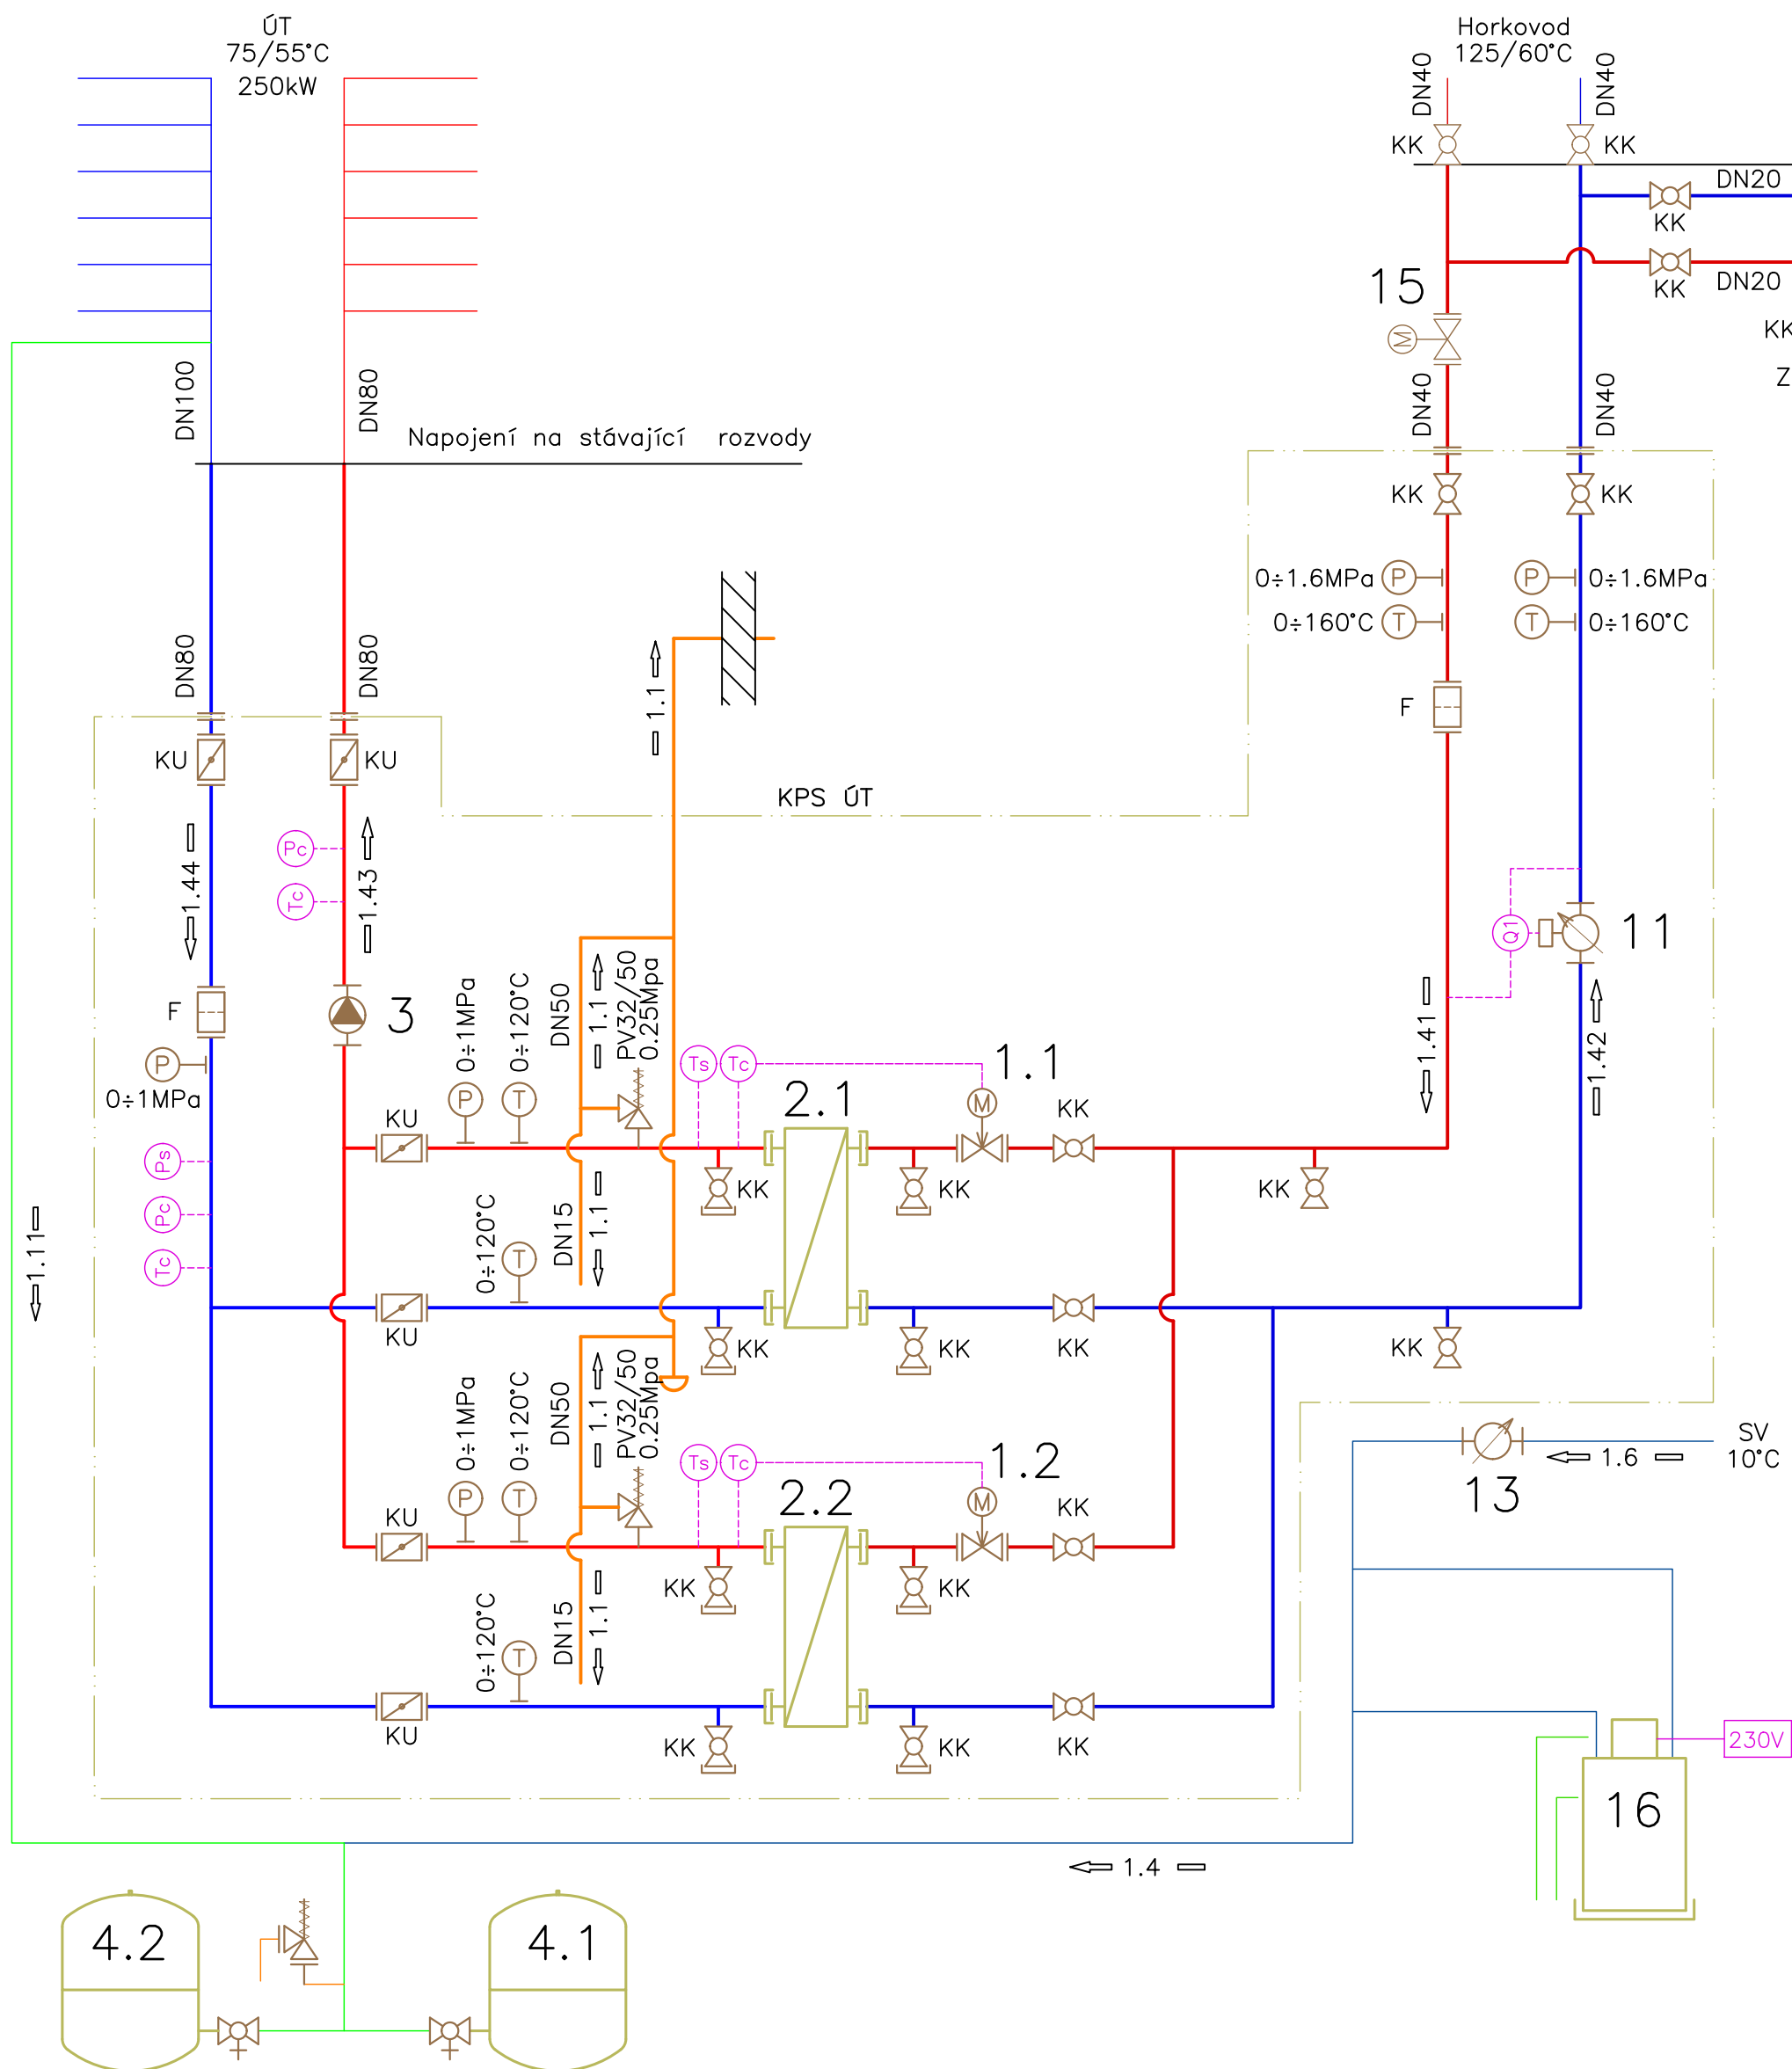 ÚT
75/55°C
250kW
Horkovod
125/60°C
DN40
DN40
KK
KK
DN20
KK
DN20
KK
15
M
KK
Z
DN100
DN80
DN40
DN40
Napojení na stávající rozvody
KK
KK
0÷1.6MPa
P
P
0÷1.6MPa
0÷160°C
T
T
0÷160°C
DN80
DN80
1.1
F
KU
KU
KPS ÚT
Pc
Tc
1.44
1.43
Q1
11
F
3
0÷1MPa
0÷120°C
DN50
1.1
PV32/50
0.25Mpa
1.41
1.42
P
0÷1MPa
Ts
Tc
1.1
P
T
2.1
M
KK
KU
Ps
KK
KK
KK
Pc
1.11
0÷120°C
DN15
1.1
Tc
T
KU
KK
KK
KK
KK
0÷1MPa
0÷120°C
DN50
1.1
PV32/50
0.25Mpa
SV
10°C
1.6
13
Ts
Tc
1.2
P
T
2.2
M
KK
KU
KK
KK
0÷120°C
DN15
1.1
T
KU
KK
KK
KK
230V
16
1.4
4.2
4.1